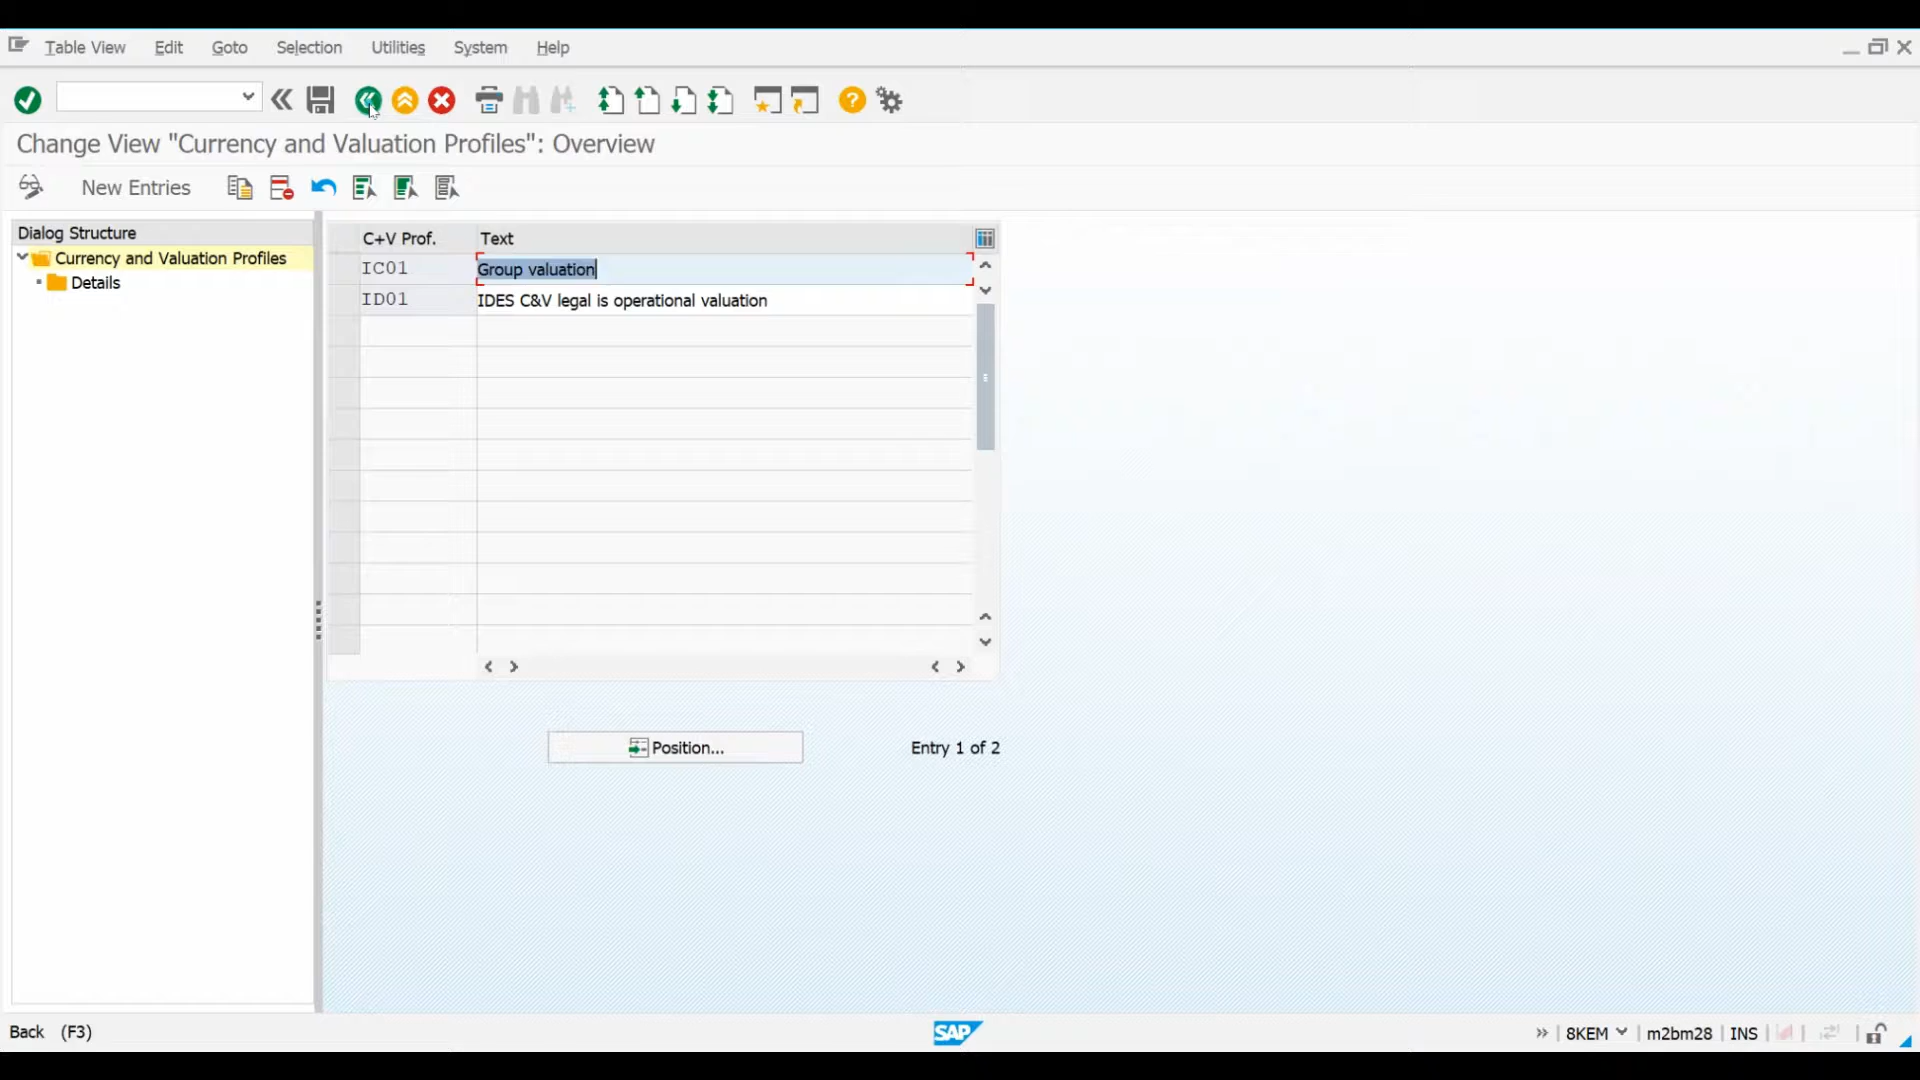 Table View Edit Goto Selection Utilities System Help
Change View "Currency and Valuation Profiles": Overview
New Entries
Dialog Structure
Currency and Valuation Profiles
Details
C+V Prof. Text
IC01 Group valuation
ID01 IDES C&V legal is operational valuation
Position... Entry 1 of 2
Back (F3) SAP 8KEM m2bm28 INS